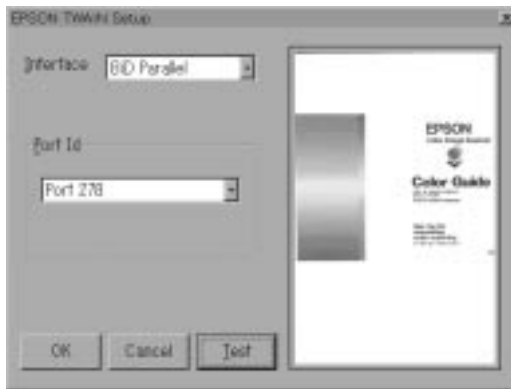 EPSON TWAIN Setup
Interface
BiD Parallel
Port Id
Port 278
OK
Cancel
Test
EPSON
Color Guide